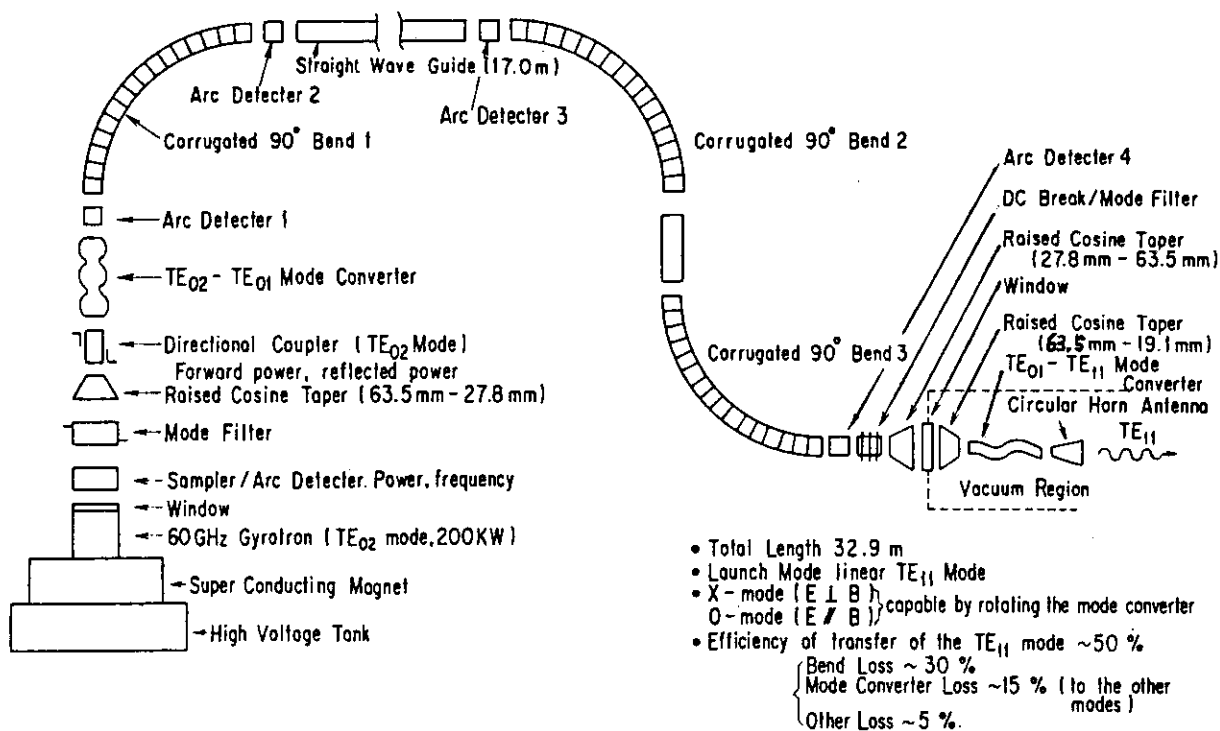 Straight Wave Guide (17.0m)
Arc Detecter 2
Arc Detecter 3
Corrugated 90° Bend 1
Corrugated 90° Bend 2
Arc Detecter 1
TE02 - TE01 Mode Converter
Directional Coupler (TE02 Mode)
Forward power, reflected power
Raised Cosine Taper (63.5mm - 27.8mm)
Mode Filter
Sampler / Arc Detecter. Power, frequency
Window
60GHz Gyrotron (TE02 mode, 200KW)
Super Conducting Magnet
High Voltage Tank
Corrugated 90° Bend 3
Arc Detecter 4
DC Break/Mode Filter
Raised Cosine Taper
(27.8mm - 63.5mm)
Window
Raised Cosine Taper
(63.5mm - 19.1mm)
TE01 - TE11 Mode
Converter
Circular Horn Antenna
TE11
Vacuum Region
• Total Length 32.9 m
• Launch Mode linear TE11 Mode
• X-mode (E ⊥ B)
O-mode (E // B)
capable by rotating the mode converter
• Efficiency of transfer of the TE11 mode ~50 %
Bend Loss ~ 30 %
Mode Converter Loss ~15 % (to the other
modes)
Other Loss ~5 %.